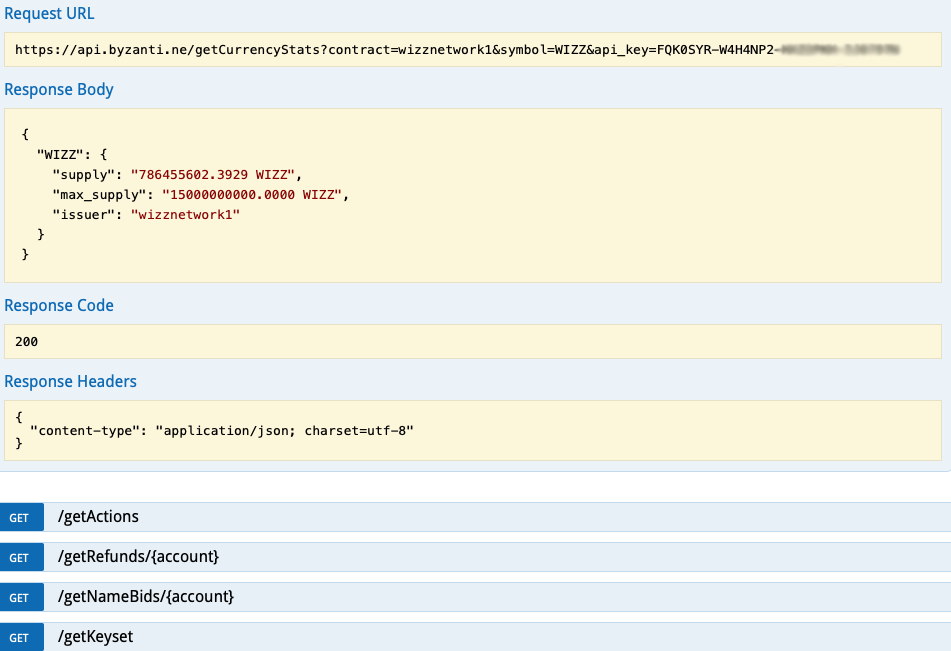 Request URL
https://api.byzanti.ne/getCurrencyStats?contract=wizznetwork1&symbol=WIZZ&api_key=FQK0SYR-W4H4NP2-
Response Body
{
"WIZZ": {
"supply": "786455602.3929 WIZZ",
"max_supply": "15000000000.0000 WIZZ",
"issuer": "wizznetwork1"
}
}
Response Code
200
Response Headers
{
"content-type": "application/json; charset=utf-8"
}
GET /getActions
GET /getRefunds/{account}
GET /getNameBids/{account}
GET /getKeyset